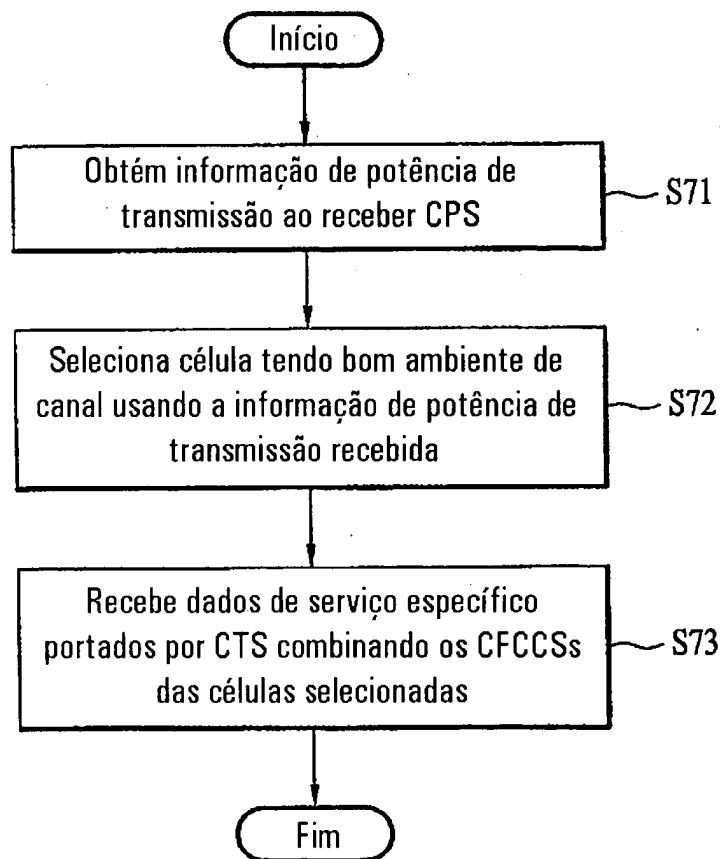 Início
Obtém informação de potência de
transmissão ao receber CPS
S71
Seleciona célula tendo bom ambiente de
canal usando a informação de potência de
transmissão recebida
S72
Recebe dados de serviço específico
portados por CTS combinando os CFCCSs
das células selecionadas
S73
Fim